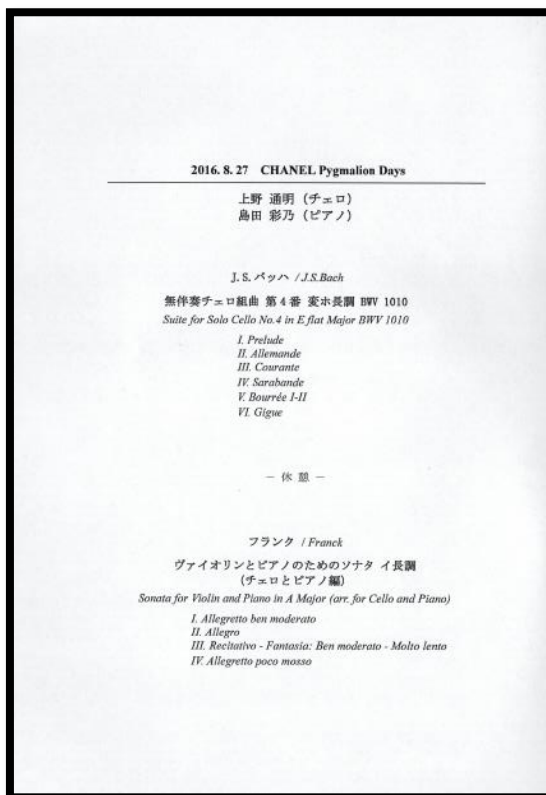 2016. 8. 27 CHANEL Pygmalion Days
上野 通明 (チェロ)
島田 彩乃 (ピアノ)
J. S. バッハ / J.S.Bach
無伴奏チェロ組曲 第4番 変ホ長調 BWV 1010
Suite for Solo Cello No.4 in E flat Major BWV 1010
I. Prelude
II. Allemande
III. Courante
IV. Sarabande
V. Bourrée I-II
VI. Gigue
― 休 憩 ―
フランク / Franck
ヴァイオリンとピアノのためのソナタ イ長調
(チェロとピアノ編)
Sonata for Violin and Piano in A Major (arr. for Cello and Piano)
I. Allegretto ben moderato
II. Allegro
III. Recitativo - Fantasia: Ben moderato - Molto lento
IV. Allegretto poco mosso